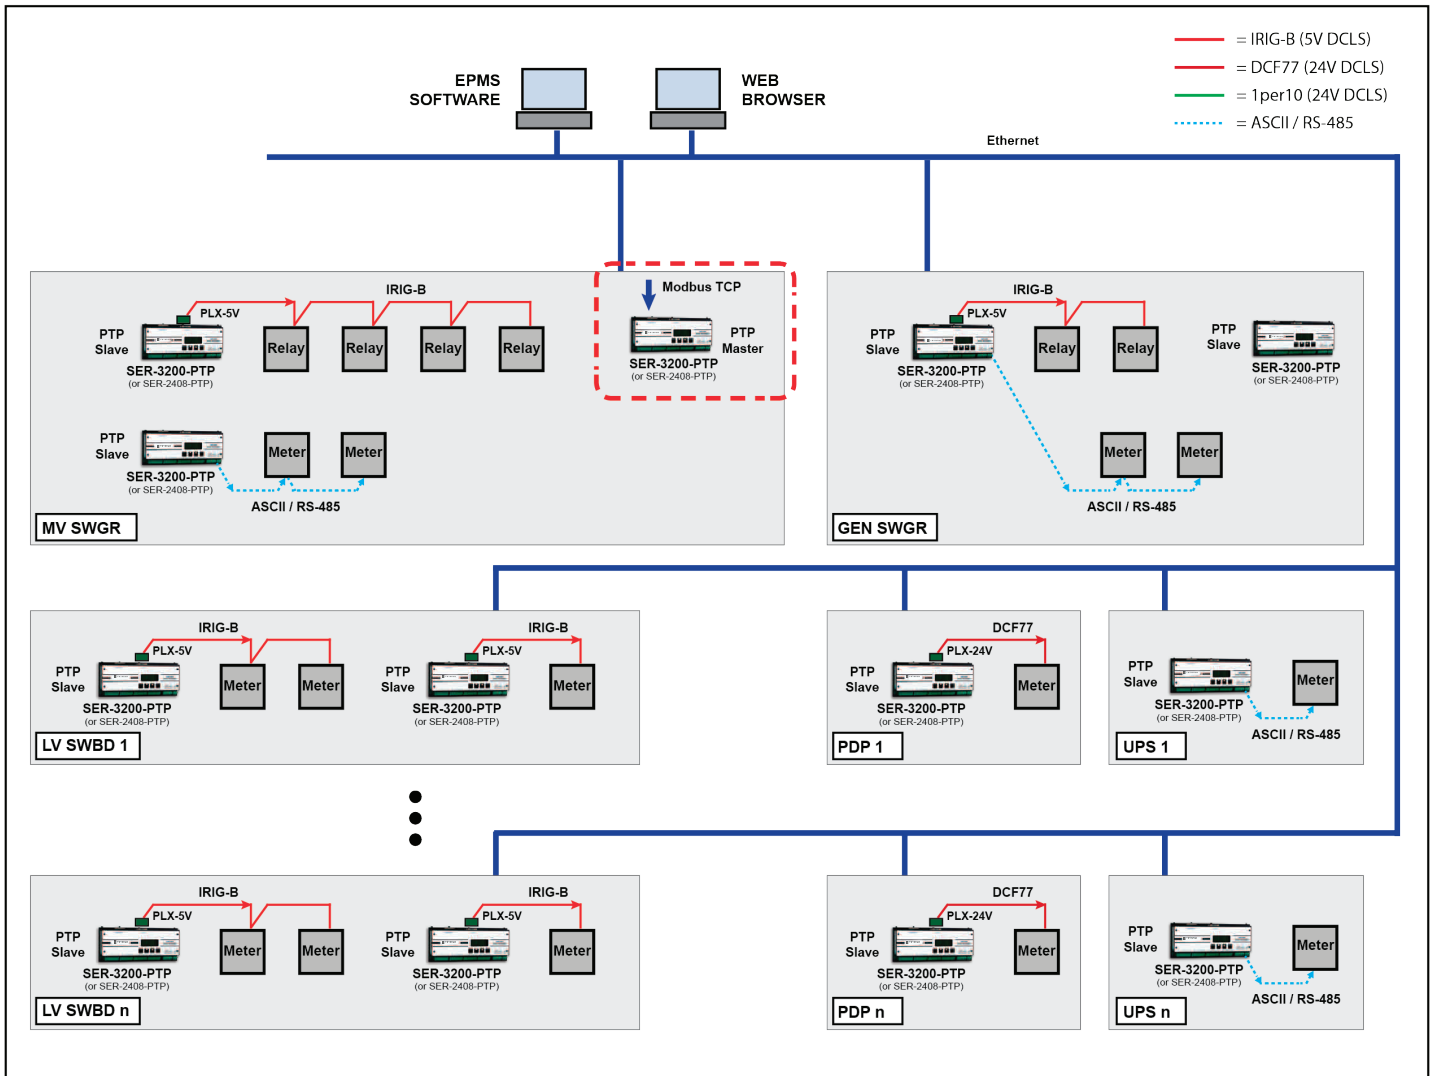 = IRIG-B (5V DCLS)
= DCF77 (24V DCLS)
= 1per10 (24V DCLS)
= ASCII / RS-485
EPMS
SOFTWARE
WEB
BROWSER
Ethernet
IRIG-B
PLX-5V
PTP
Slave
Relay
Relay
Relay
Relay
SER-3200-PTP
(or SER-2408-PTP)
Modbus TCP
PTP
Master
SER-3200-PTP
(or SER-2408-PTP)
PTP
Slave
Meter
Meter
SER-3200-PTP
(or SER-2408-PTP)
ASCII / RS-485
MV SWGR
IRIG-B
PLX-5V
PTP
Slave
Relay
Relay
SER-3200-PTP
(or SER-2408-PTP)
PTP
Slave
SER-3200-PTP
(or SER-2408-PTP)
Meter
Meter
ASCII / RS-485
GEN SWGR
IRIG-B
PLX-5V
PTP
Slave
Meter
Meter
SER-3200-PTP
(or SER-2408-PTP)
IRIG-B
PLX-5V
PTP
Slave
Meter
SER-3200-PTP
(or SER-2408-PTP)
LV SWBD 1
DCF77
PLX-24V
PTP
Slave
Meter
SER-3200-PTP
(or SER-2408-PTP)
PDP 1
PTP
Slave
Meter
SER-3200-PTP
(or SER-2408-PTP)
ASCII / RS-485
UPS 1
IRIG-B
PLX-5V
PTP
Slave
Meter
Meter
SER-3200-PTP
(or SER-2408-PTP)
IRIG-B
PLX-5V
PTP
Slave
Meter
SER-3200-PTP
(or SER-2408-PTP)
LV SWBD n
DCF77
PLX-24V
PTP
Slave
Meter
SER-3200-PTP
(or SER-2408-PTP)
PDP n
PTP
Slave
Meter
SER-3200-PTP
(or SER-2408-PTP)
ASCII / RS-485
UPS n